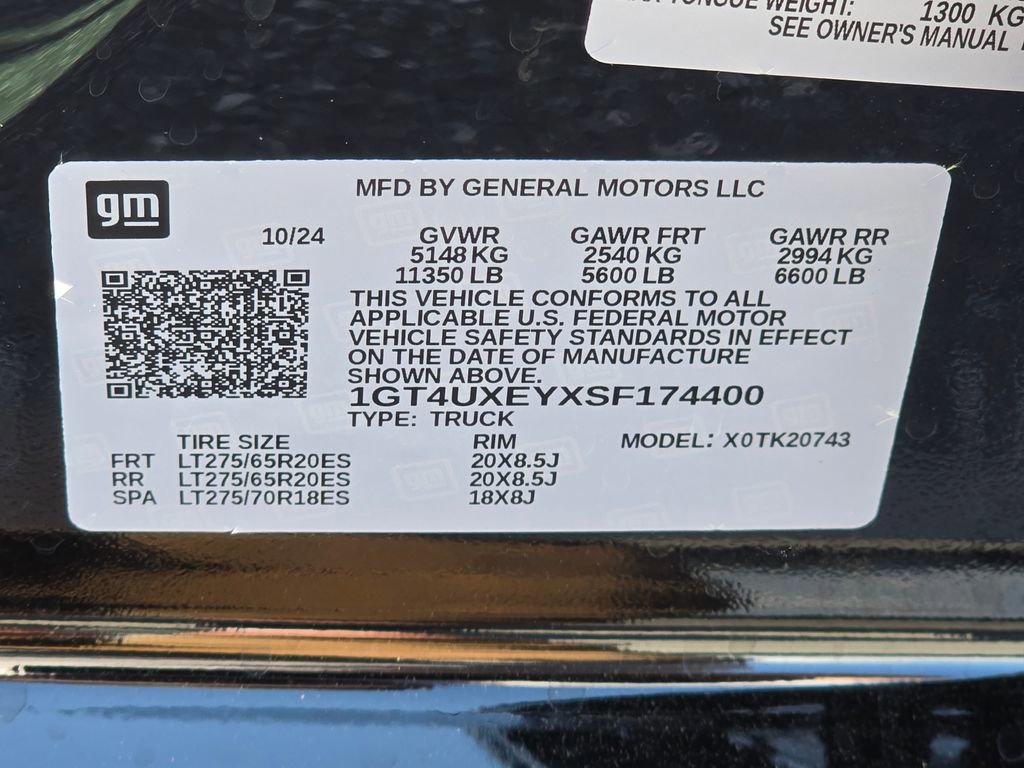 TONGUE WEIGHT:
1300 KG
SEE OWNER'S MANUAL
gm
MFD BY GENERAL MOTORS LLC
10/24 GVWR GAWR FRT GAWR RR
5148 KG 2540 KG 2994 KG
11350 LB 5600 LB 6600 LB
THIS VEHICLE CONFORMS TO ALL
APPLICABLE U.S. FEDERAL MOTOR
VEHICLE SAFETY STANDARDS IN EFFECT
ON THE DATE OF MANUFACTURE
SHOWN ABOVE.
1GT4UXEYXSF174400
TYPE: TRUCK
TIRE SIZE RIM MODEL: X0TK20743
FRT LT275/65R20ES 20X8.5J
RR LT275/65R20ES 20X8.5J
SPA LT275/70R18ES 18X8J